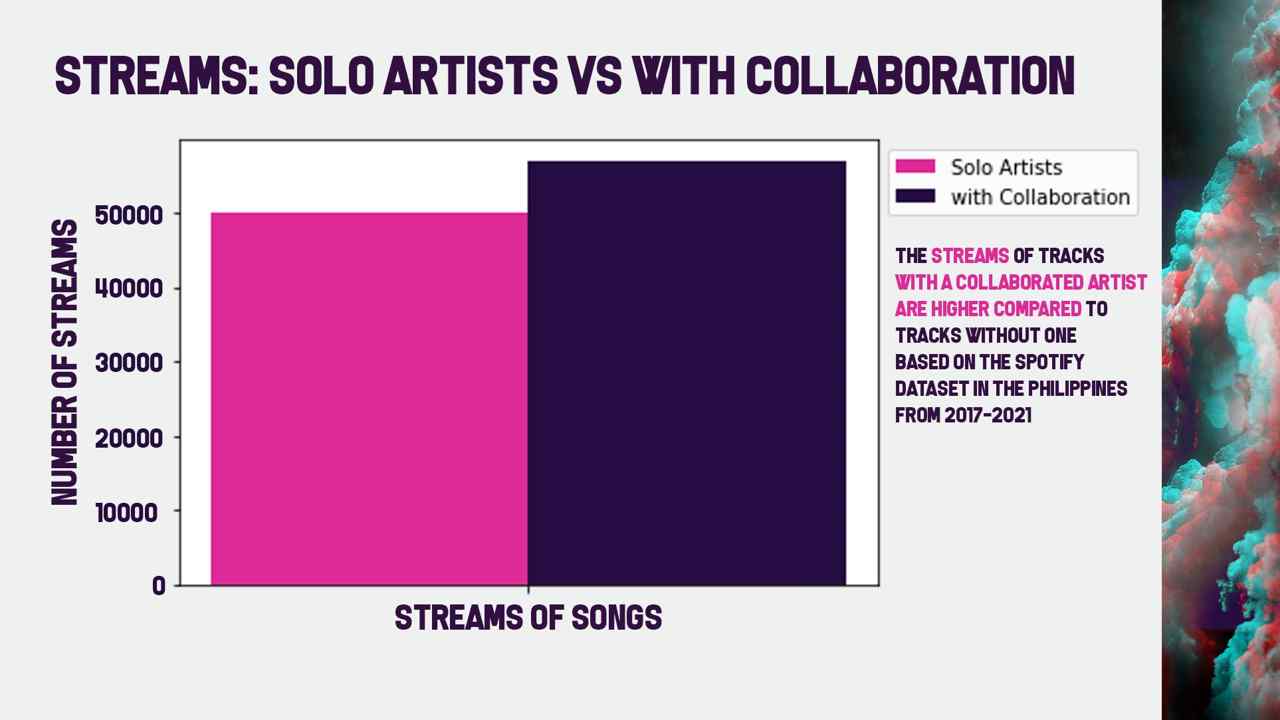 STREAMS: SOLO ARTISTS VS WITH COLLABORATION
NUMBER OF STREAMS
50000
40000
30000
20000
10000
0
STREAMS OF SONGS
Solo Artists
with Collaboration
THE STREAMS OF TRACKS
WITH A COLLABORATED ARTIST
ARE HIGHER COMPARED TO
TRACKS WITHOUT ONE
BASED ON THE SPOTIFY
DATASET IN THE PHILIPPINES
FROM 2017-2021